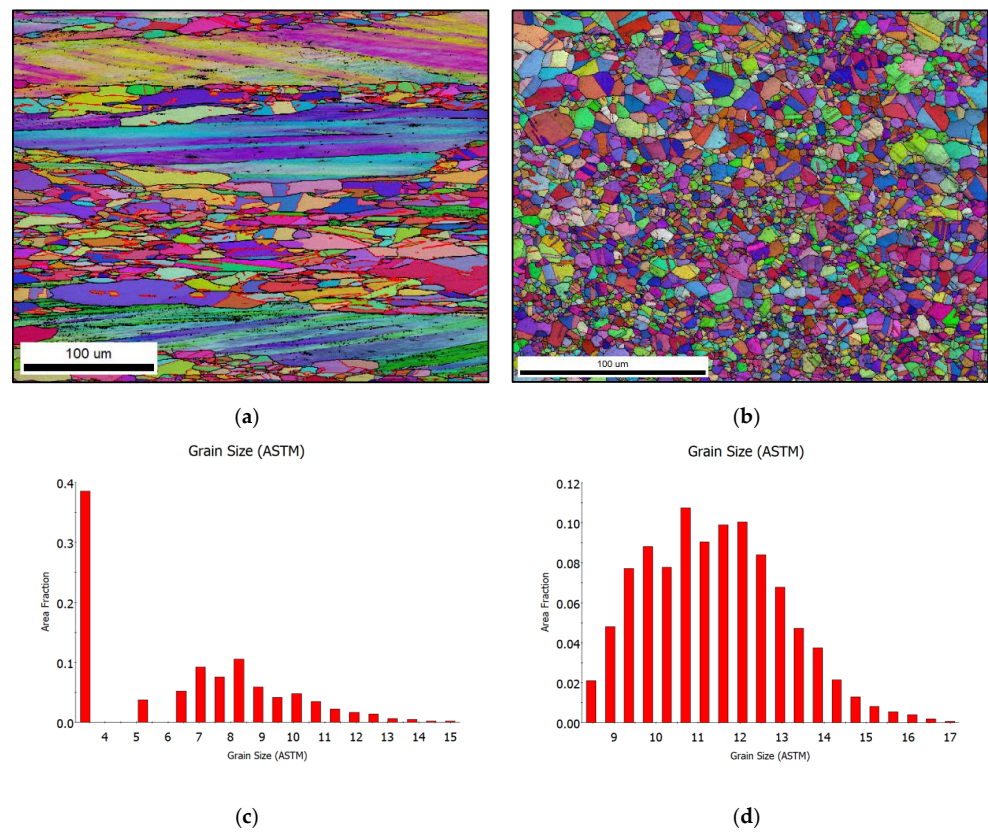 100 um
100 um
(a)
(b)
Grain Size (ASTM)
Grain Size (ASTM)
0.4
0.3
0.2
0.1
0.0
Area Fraction
4 5 6 7 8 9 10 11 12 13 14 15
Grain Size (ASTM)
0.12
0.10
0.08
0.06
0.04
0.02
0.00
Area Fraction
9 10 11 12 13 14 15 16 17
Grain Size (ASTM)
(c)
(d)